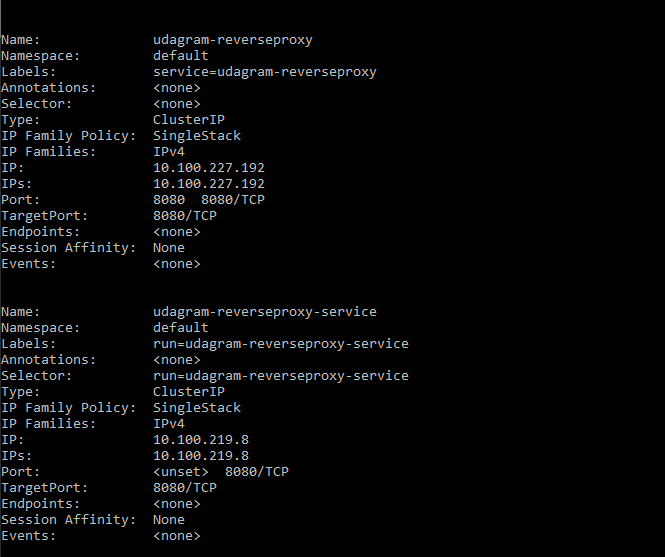 Name:              udagram-reverseproxy
Namespace:         default
Labels:            service=udagram-reverseproxy
Annotations:       <none>
Selector:          <none>
Type:              ClusterIP
IP Family Policy:  SingleStack
IP Families:       IPv4
IP:                10.100.227.192
IPs:               10.100.227.192
Port:              8080  8080/TCP
TargetPort:        8080/TCP
Endpoints:         <none>
Session Affinity:  None
Events:            <none>
Name:              udagram-reverseproxy-service
Namespace:         default
Labels:            run=udagram-reverseproxy-service
Annotations:       <none>
Selector:          run=udagram-reverseproxy-service
Type:              ClusterIP
IP Family Policy:  SingleStack
IP Families:       IPv4
IP:                10.100.219.8
IPs:               10.100.219.8
Port:              <unset>  8080/TCP
TargetPort:        8080/TCP
Endpoints:         <none>
Session Affinity:  None
Events:            <none>